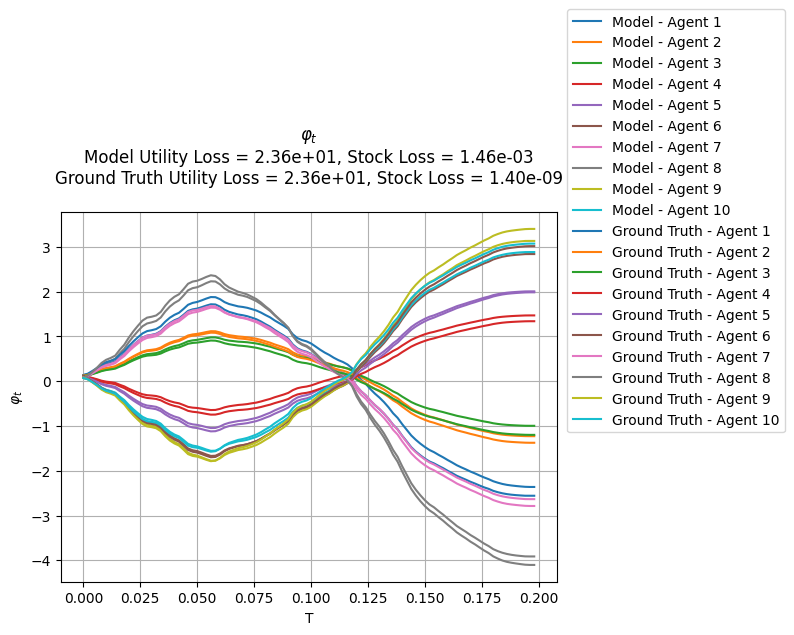 φt
Model Utility Loss = 2.36e+01, Stock Loss = 1.46e-03
Ground Truth Utility Loss = 2.36e+01, Stock Loss = 1.40e-09
φt
3
2
1
0
−1
−2
−3
−4
0.000 0.025 0.050 0.075 0.100 0.125 0.150 0.175 0.200
T
Model - Agent 1
Model - Agent 2
Model - Agent 3
Model - Agent 4
Model - Agent 5
Model - Agent 6
Model - Agent 7
Model - Agent 8
Model - Agent 9
Model - Agent 10
Ground Truth - Agent 1
Ground Truth - Agent 2
Ground Truth - Agent 3
Ground Truth - Agent 4
Ground Truth - Agent 5
Ground Truth - Agent 6
Ground Truth - Agent 7
Ground Truth - Agent 8
Ground Truth - Agent 9
Ground Truth - Agent 10